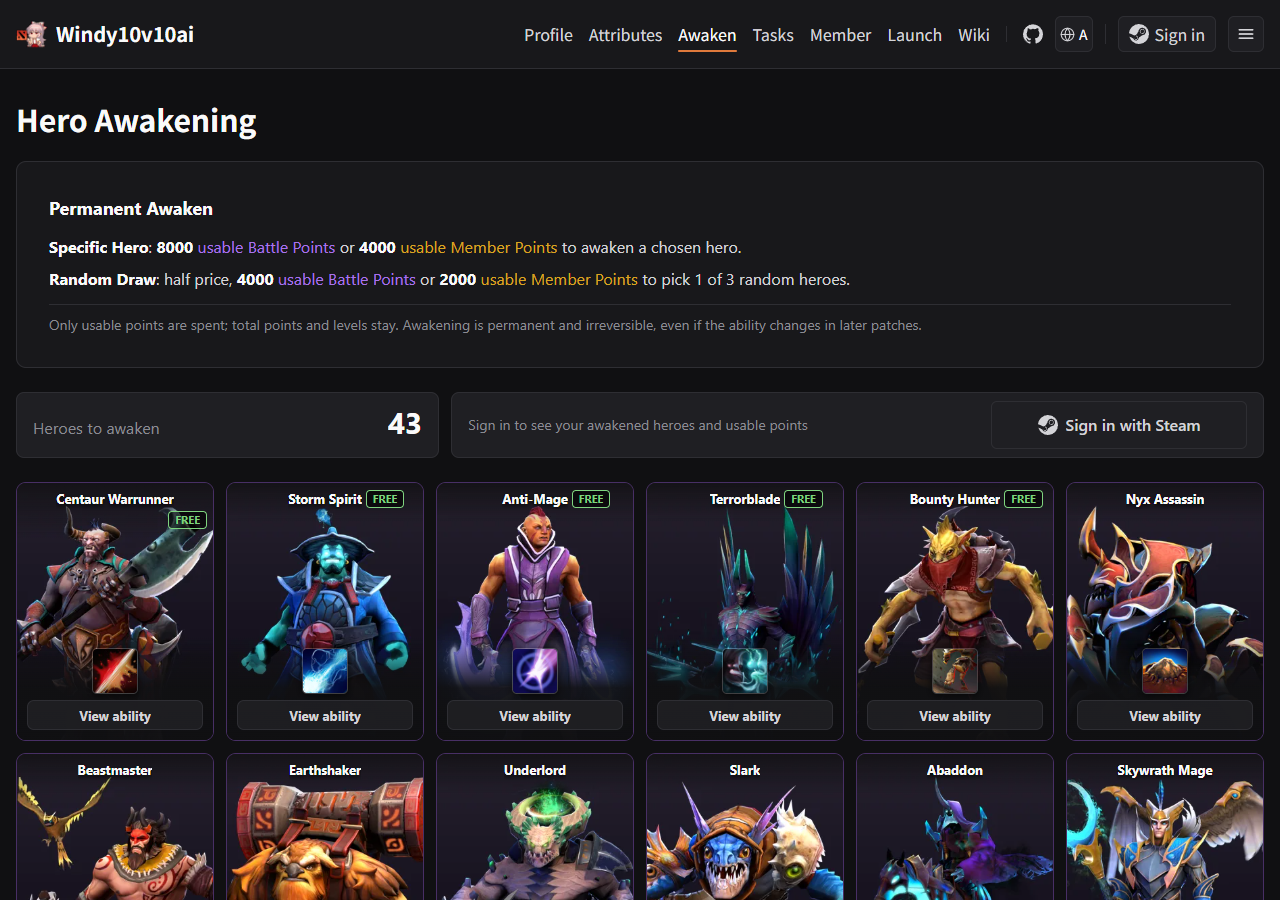 Windy10v10ai
Profile Attributes Awaken Tasks Member Launch Wiki A Sign in
Hero Awakening
Permanent Awaken
Specific Hero: 8000 usable Battle Points or 4000 usable Member Points to awaken a chosen hero.
Random Draw: half price, 4000 usable Battle Points or 2000 usable Member Points to pick 1 of 3 random heroes.
Only usable points are spent; total points and levels stay. Awakening is permanent and irreversible, even if the ability changes in later patches.
Heroes to awaken 43
Sign in to see your awakened heroes and usable points
Sign in with Steam
Centaur Warrunner FREE
Storm Spirit FREE
Anti-Mage FREE
Terrorblade FREE
Bounty Hunter FREE
Nyx Assassin
View ability
View ability
View ability
View ability
View ability
View ability
Beastmaster
Earthshaker
Underlord
Slark
Abaddon
Skywrath Mage